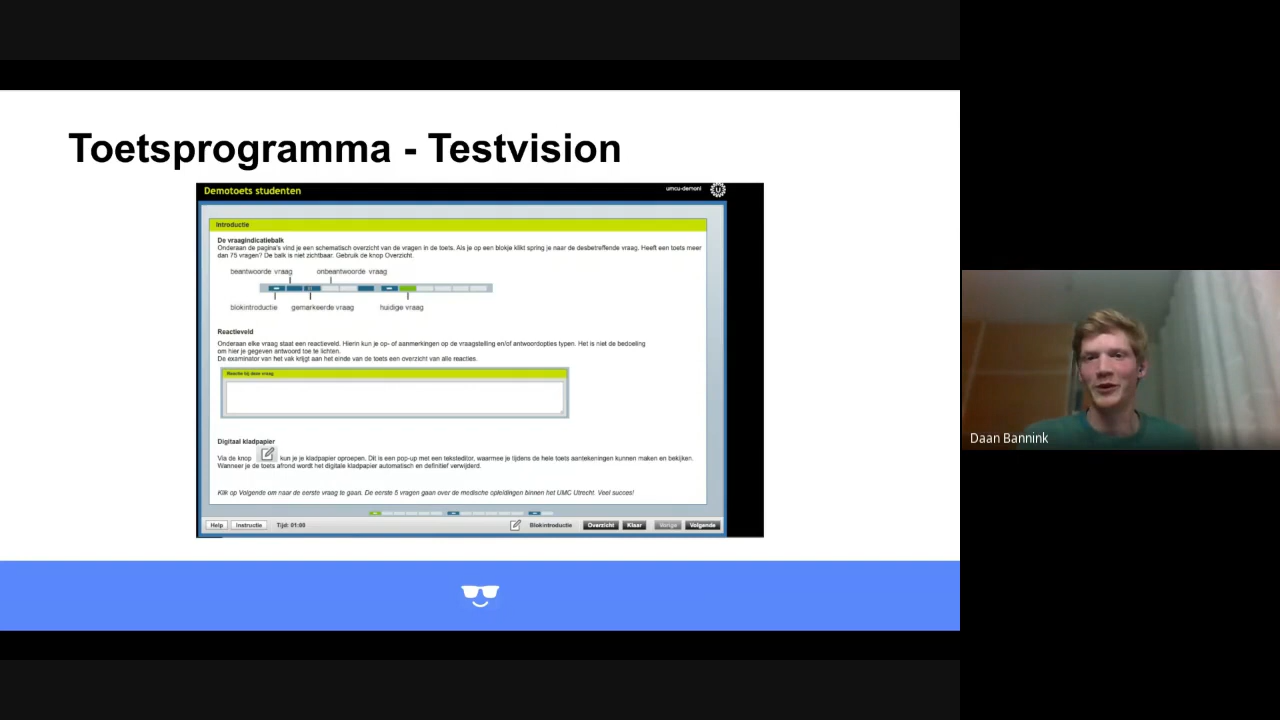 Toetsprogramma - Testvision
Demotoets studenten
umcu-demo
Introductie
De vraagindicatiebalk
Onderaan de pagina's vind je een schematisch overzicht van de vragen in de toets. Als je op een blokje klikt spring je naar de desbetreffende vraag. Heeft een toets meer
dan 75 vragen? De balk is niet zichtbaar. Gebruik de knop Overzicht.
beantwoorde vraag
onbeantwoorde vraag
blokintroductie
gemarkeerde vraag
huidige vraag
Reactieveld
Onderaan elke vraag staat een reactieveld. Hierin kun je op- of aanmerkingen op de vraagstelling en/of antwoordopties typen. Het is niet de bedoeling
om hier je gegeven antwoord toe te lichten.
De examinator van het vak krijgt aan het einde van de toets een overzicht van alle reacties.
Reactie bij deze vraag
Digitaal kladpapier
Via de knop kun je je kladpapier oproepen. Dit is een pop-up met een teksteditor, waarmee je tijdens de hele toets aantekeningen kunnen maken en bekijken.
Wanneer je de toets afrond wordt het digitale kladpapier automatisch en definitief verwijderd.
Klik op Volgende om naar de eerste vraag te gaan. De eerste 5 vragen gaan over de medische opleidingen binnen het UMC Utrecht. Veel succes!
Help
Instructie
Tijd: 01:00
Blokintroductie
Overzicht
Klaar
Vorige
Volgende
Daan Bannink